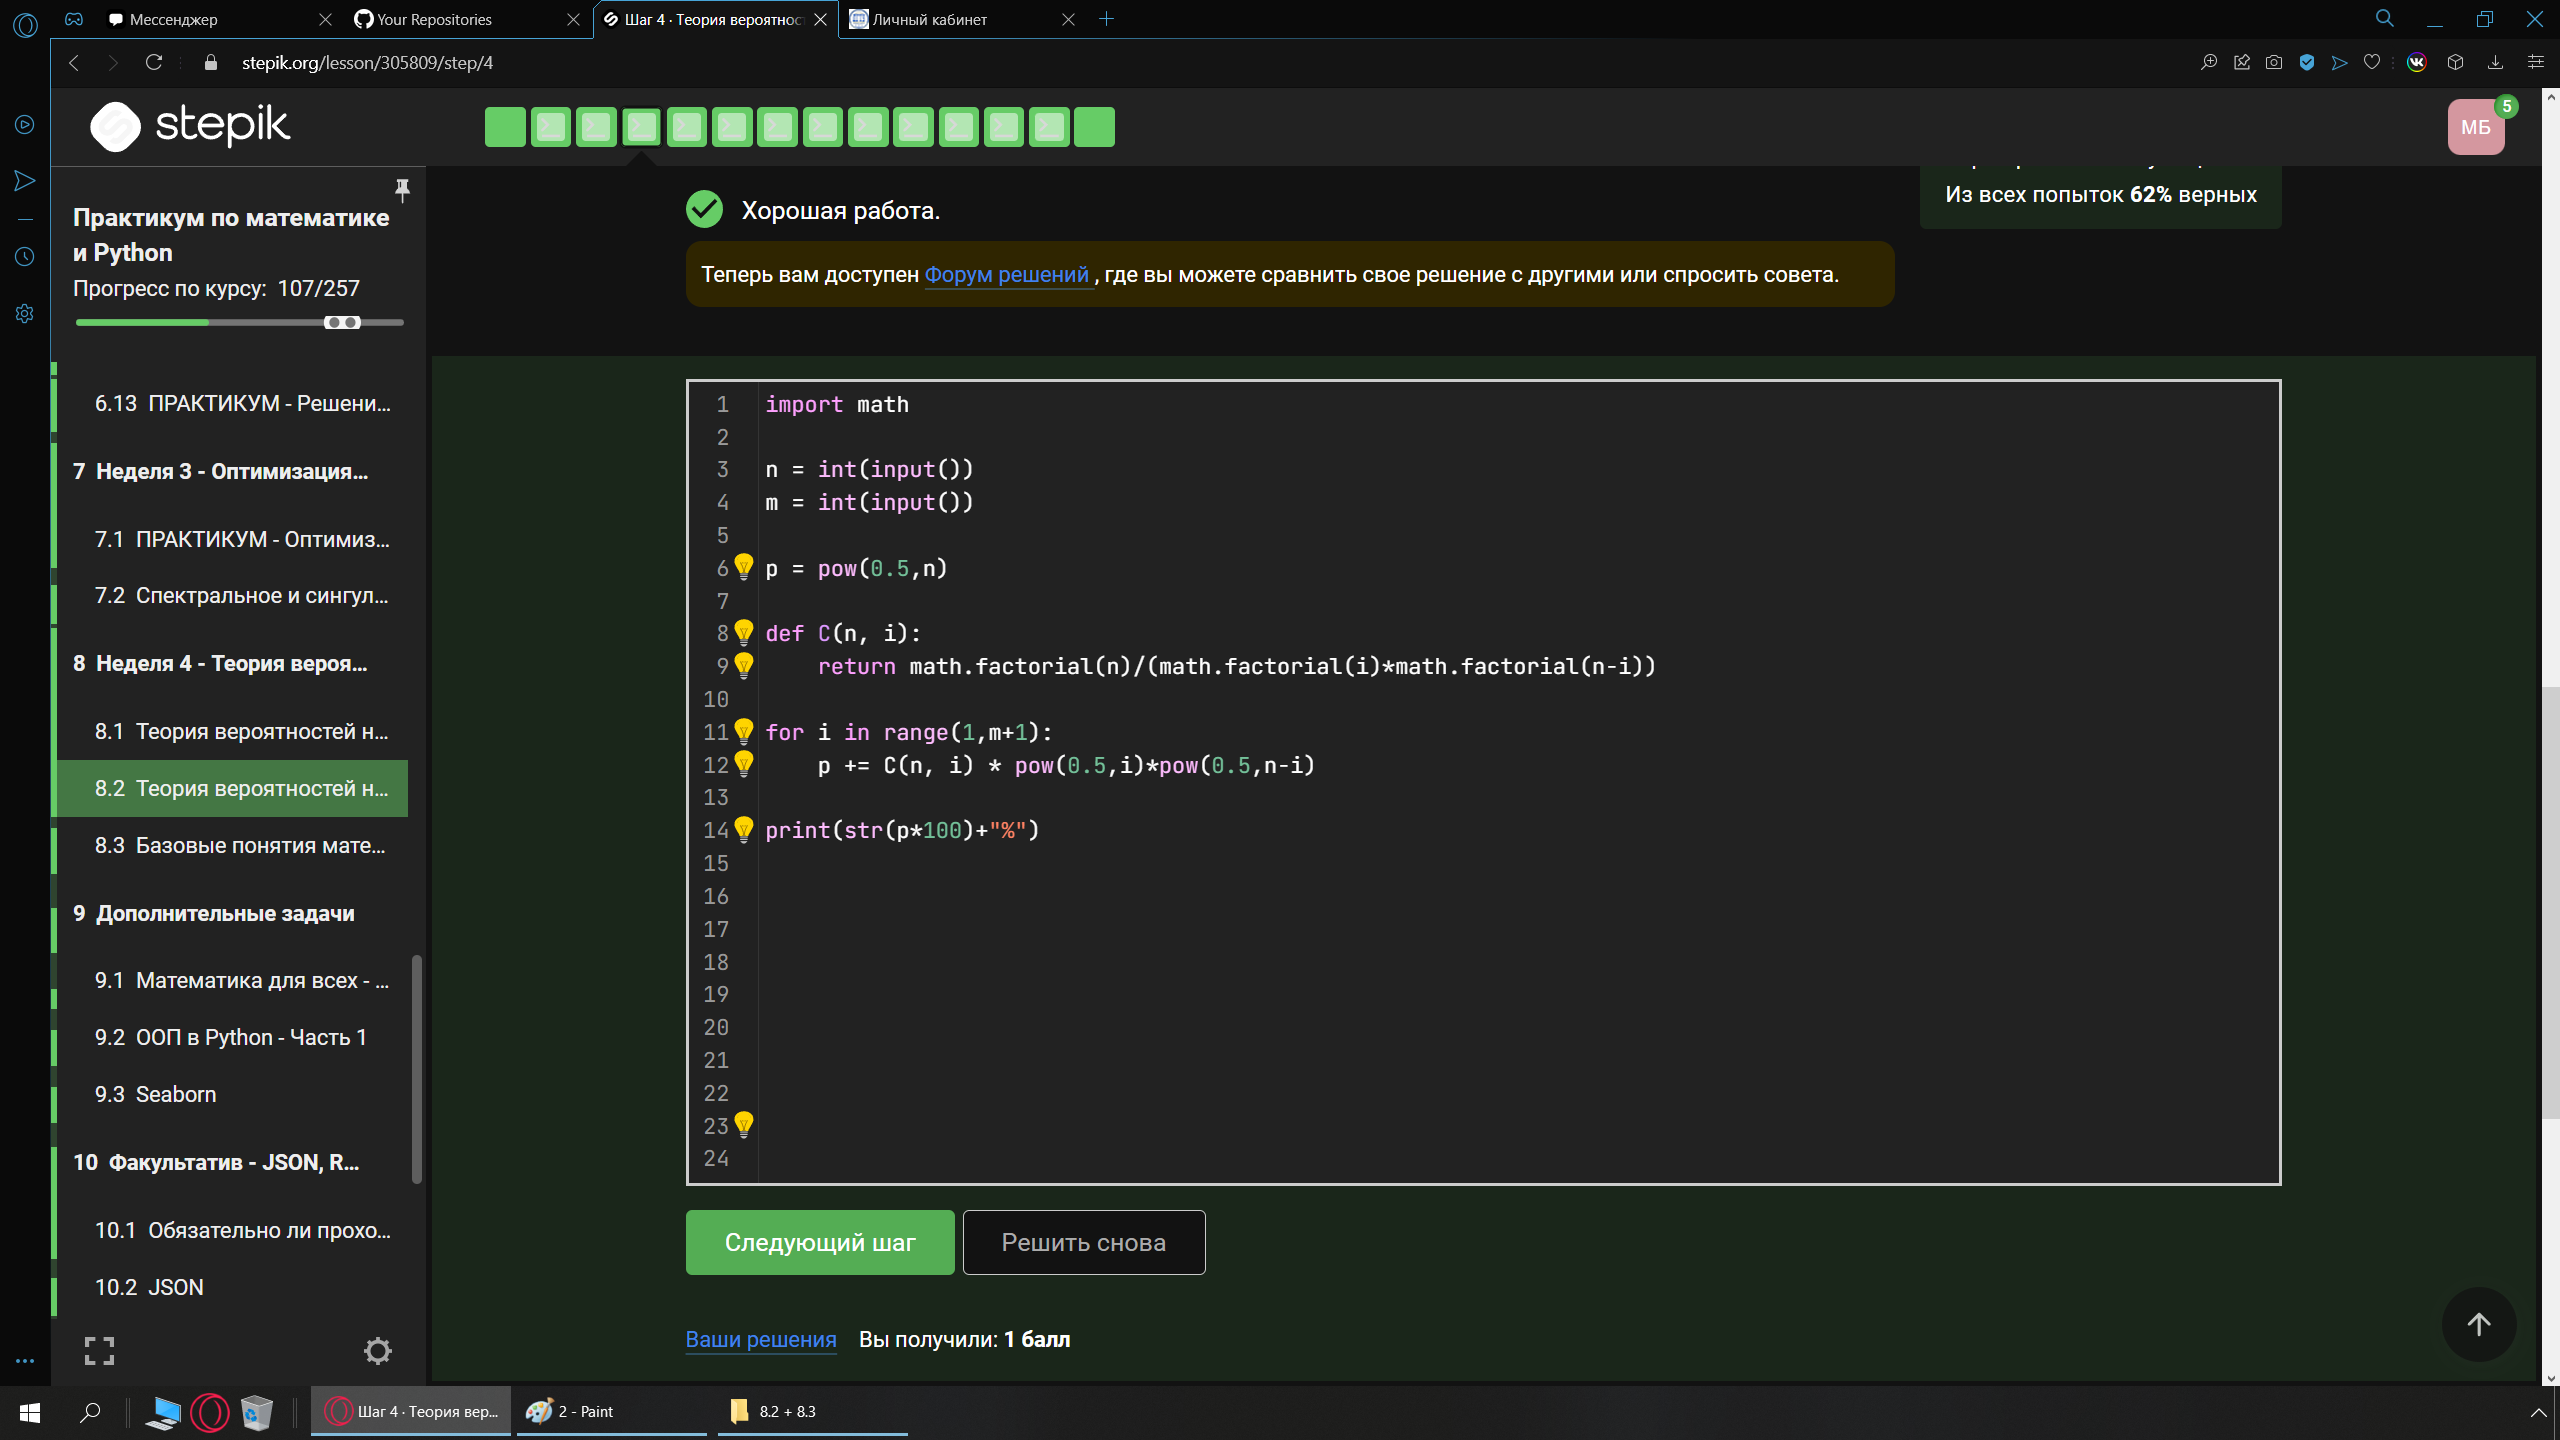 Мессенджер
Your Repositories
Шаг 4 · Теория вероятнос
Личный кабинет
stepik.org/lesson/305809/step/4
stepik
МБ
5
Практикум по математике
и Python
Прогресс по курсу: 107/257
6.13 ПРАКТИКУМ - Решени...
7 Неделя 3 - Оптимизация...
7.1 ПРАКТИКУМ - Оптимиз...
7.2 Спектральное и сингул...
8 Неделя 4 - Теория вероя...
8.1 Теория вероятностей н...
8.2 Теория вероятностей н...
8.3 Базовые понятия мате...
9 Дополнительные задачи
9.1 Математика для всех - ...
9.2 ООП в Python - Часть 1
9.3 Seaborn
10 Факультатив - JSON, R...
10.1 Обязательно ли прохо...
10.2 JSON
Из всех попыток 62% верных
Хорошая работа.
Теперь вам доступен Форум решений , где вы можете сравнить свое решение с другими или спросить совета.
1 import math
2
3 n = int(input())
4 m = int(input())
5
6 p = pow(0.5,n)
7
8 def C(n, i):
9 return math.factorial(n)/(math.factorial(i)*math.factorial(n-i))
10
11 for i in range(1,m+1):
12 p += C(n, i) * pow(0.5,i)*pow(0.5,n-i)
13
14 print(str(p*100)+"%")
15
16
17
18
19
20
21
22
23
24
Следующий шаг
Решить снова
Ваши решения Вы получили: 1 балл
Шаг 4 · Теория вер...
2 - Paint
8.2 + 8.3